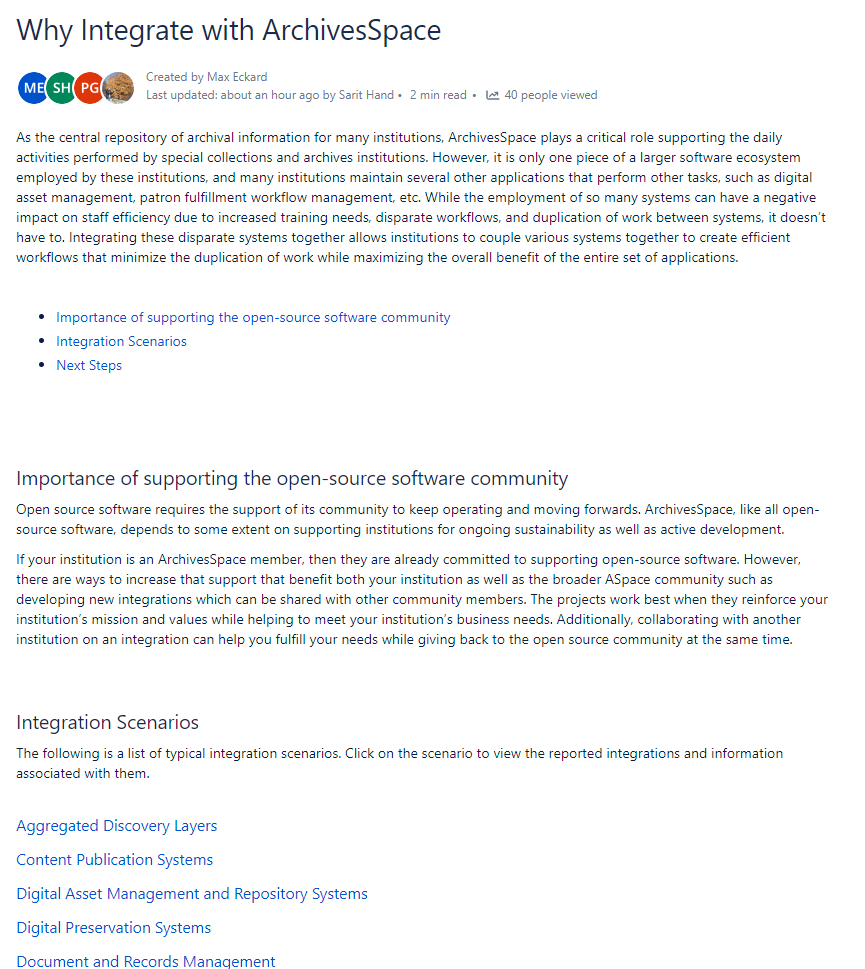 Why Integrate with ArchivesSpace
ME SH PG
Created by Max Eckard
Last updated: about an hour ago by Sarit Hand • 2 min read • 40 people viewed
As the central repository of archival information for many institutions, ArchivesSpace plays a critical role supporting the daily
activities performed by special collections and archives institutions. However, it is only one piece of a larger software ecosystem
employed by these institutions, and many institutions maintain several other applications that perform other tasks, such as digital
asset management, patron fulfillment workflow management, etc. While the employment of so many systems can have a negative
impact on staff efficiency due to increased training needs, disparate workflows, and duplication of work between systems, it doesn't
have to. Integrating these disparate systems together allows institutions to couple various systems together to create efficient
workflows that minimize the duplication of work while maximizing the overall benefit of the entire set of applications.
• Importance of supporting the open-source software community
• Integration Scenarios
• Next Steps
Importance of supporting the open-source software community
Open source software requires the support of its community to keep operating and moving forwards. ArchivesSpace, like all open-
source software, depends to some extent on supporting institutions for ongoing sustainability as well as active development.
If your institution is an ArchivesSpace member, then they are already committed to supporting open-source software. However,
there are ways to increase that support that benefit both your institution as well as the broader ASpace community such as
developing new integrations which can be shared with other community members. The projects work best when they reinforce your
institution's mission and values while helping to meet your institution's business needs. Additionally, collaborating with another
institution on an integration can help you fulfill your needs while giving back to the open source community at the same time.
Integration Scenarios
The following is a list of typical integration scenarios. Click on the scenario to view the reported integrations and information
associated with them.
Aggregated Discovery Layers
Content Publication Systems
Digital Asset Management and Repository Systems
Digital Preservation Systems
Document and Records Management